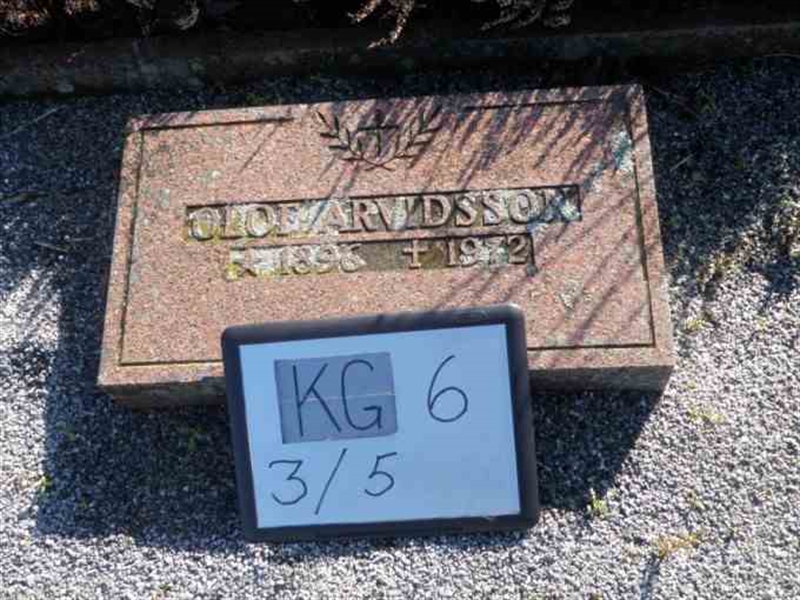 OLOF ARVIDSSON
* 1896 + 1972
KG 6
3/5